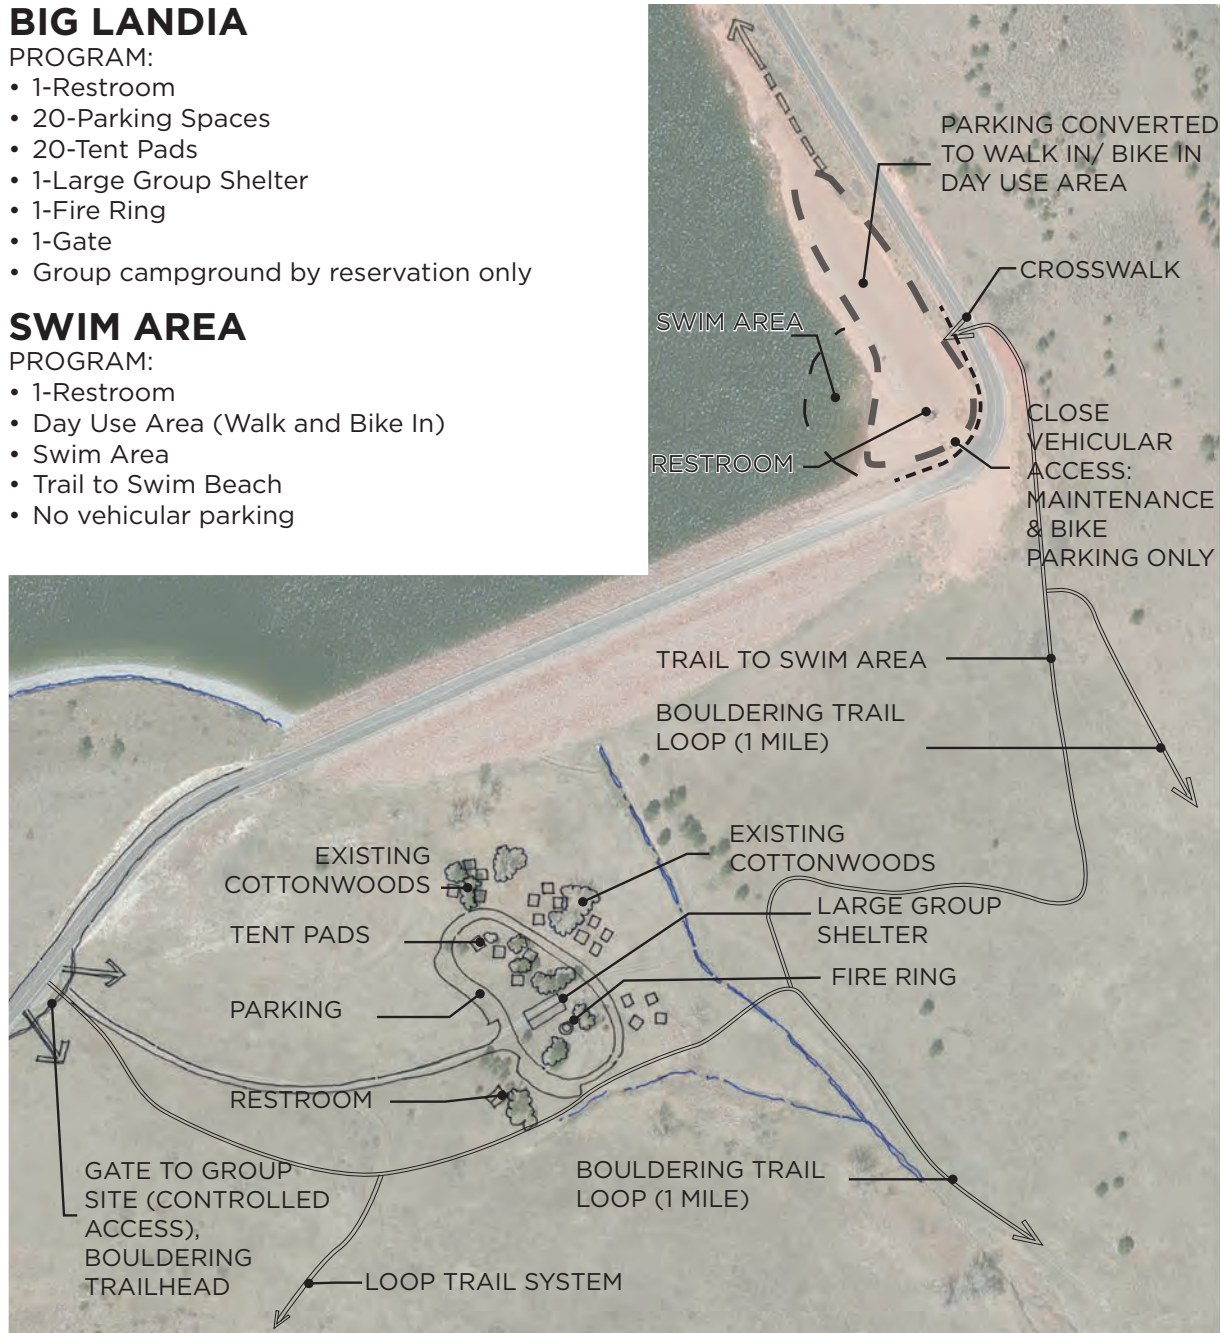 BIG LANDIA
PROGRAM:
• 1-Restroom
• 20-Parking Spaces
• 20-Tent Pads
• 1-Large Group Shelter
• 1-Fire Ring
• 1-Gate
• Group campground by reservation only
SWIM AREA
PROGRAM:
• 1-Restroom
• Day Use Area (Walk and Bike In)
• Swim Area
• Trail to Swim Beach
• No vehicular parking
PARKING CONVERTED
TO WALK IN/ BIKE IN
DAY USE AREA
CROSSWALK
SWIM AREA
RESTROOM
CLOSE
VEHICULAR
ACCESS:
MAINTENANCE
& BIKE
PARKING ONLY
TRAIL TO SWIM AREA
BOULDERING TRAIL
LOOP (1 MILE)
EXISTING
COTTONWOODS
EXISTING
COTTONWOODS
TENT PADS
LARGE GROUP
SHELTER
FIRE RING
PARKING
RESTROOM
GATE TO GROUP
SITE (CONTROLLED
ACCESS),
BOULDERING
TRAILHEAD
BOULDERING TRAIL
LOOP (1 MILE)
LOOP TRAIL SYSTEM